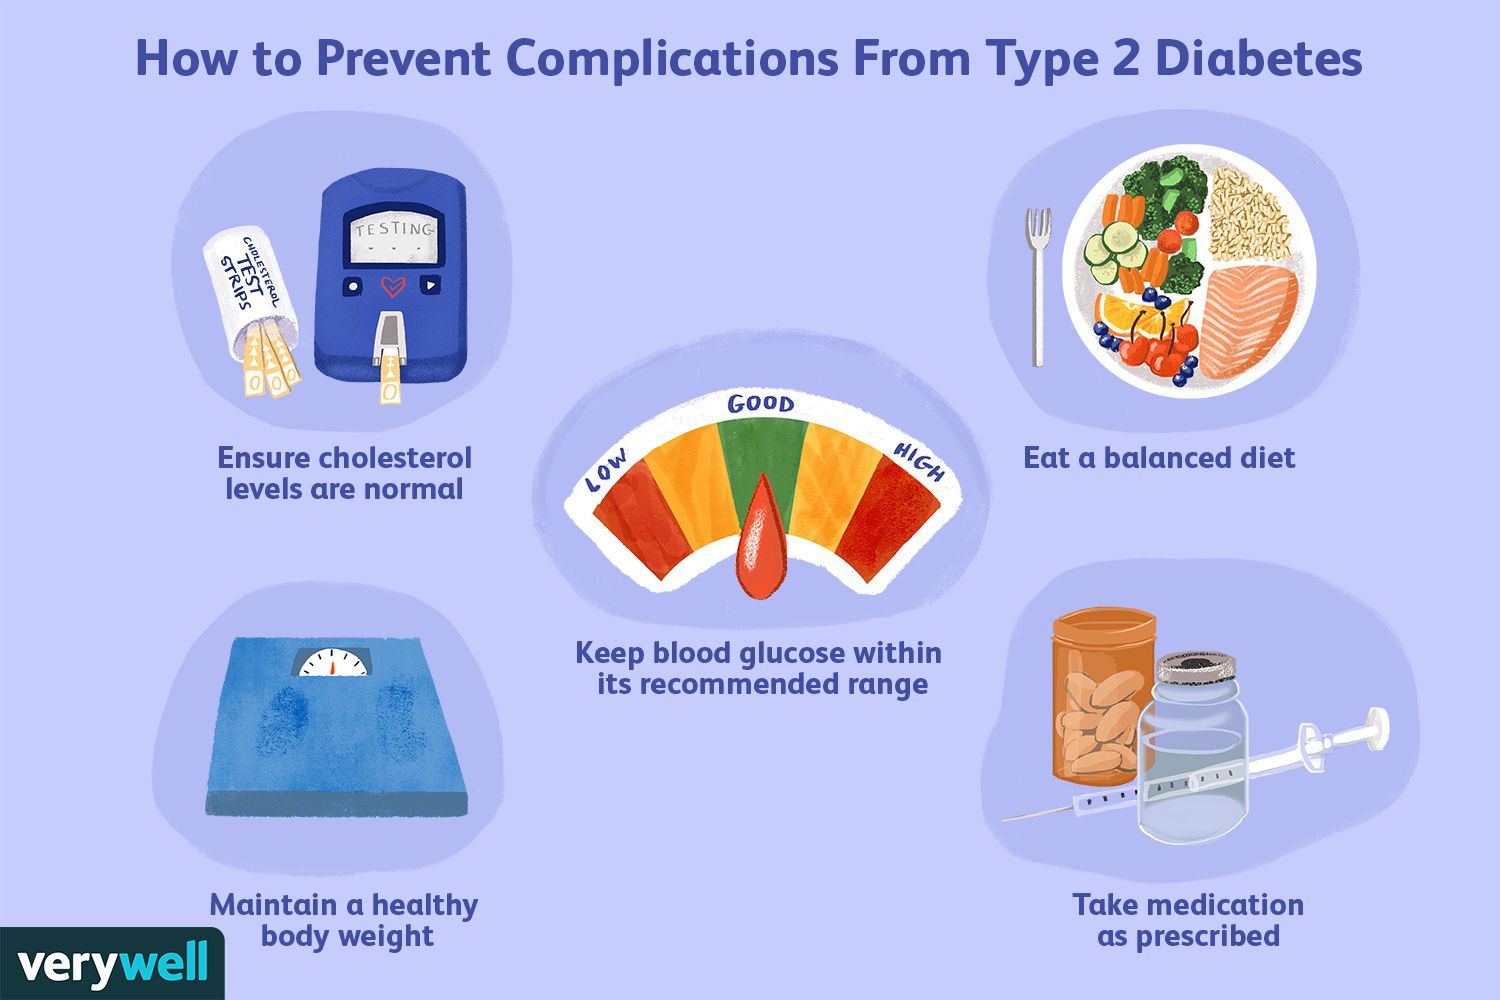 How to Prevent Complications From Type 2 Diabetes
TESTING
CHOLESTEROL
TEST
STRIPS
Ensure cholesterol
levels are normal
Eat a balanced diet
LOW
GOOD
HIGH
Keep blood glucose within
its recommended range
Maintain a healthy
body weight
Take medication
as prescribed
verywell